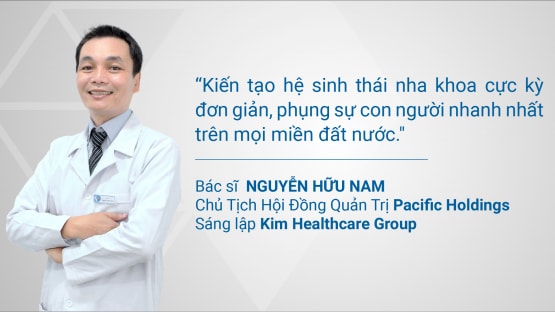 “Kiến tạo hệ sinh thái nha khoa cực kỳ
đơn giản, phụng sự con người nhanh nhất
trên mọi miền đất nước."
Bác sĩ NGUYỄN HỮU NAM
Chủ Tịch Hội Đồng Quản Trị Pacific Holdings
Sáng lập Kim Healthcare Group